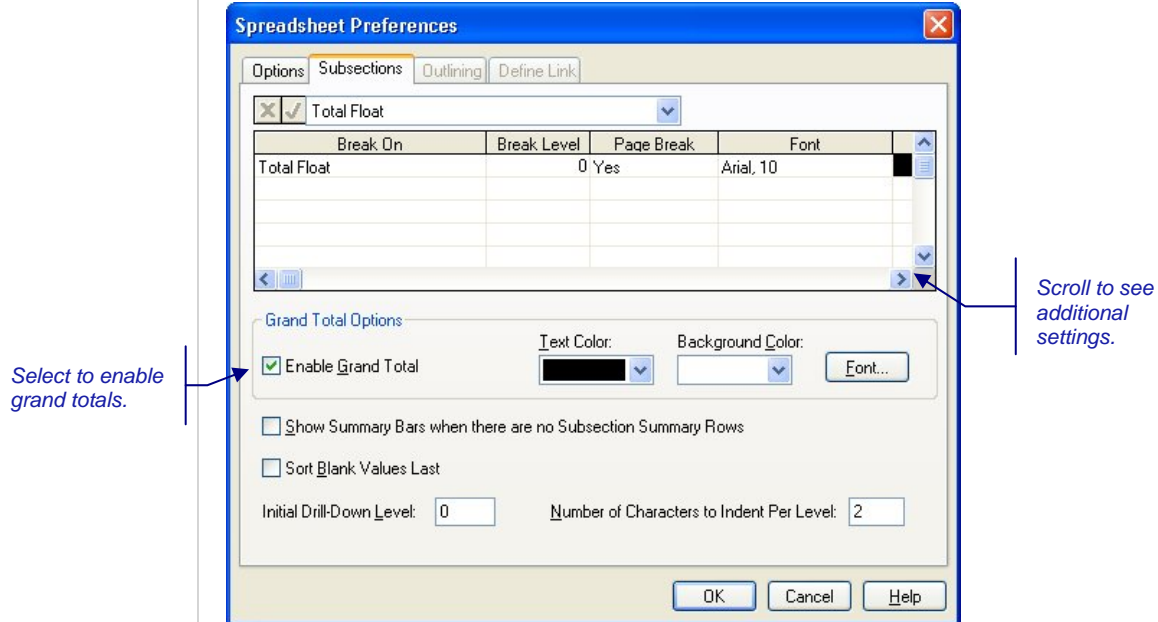 Spreadsheet Preferences
Options Subsections Outlining Define Link
Total Float
Break On Break Level Page Break Font
Total Float 0 Yes Arial, 10
Scroll to see
additional
settings.
Grand Total Options
Text Color: Background Color:
Enable Grand Total Font...
Select to enable
grand totals.
Show Summary Bars when there are no Subsection Summary Rows
Sort Blank Values Last
Initial Drill-Down Level: 0 Number of Characters to Indent Per Level: 2
OK Cancel Help